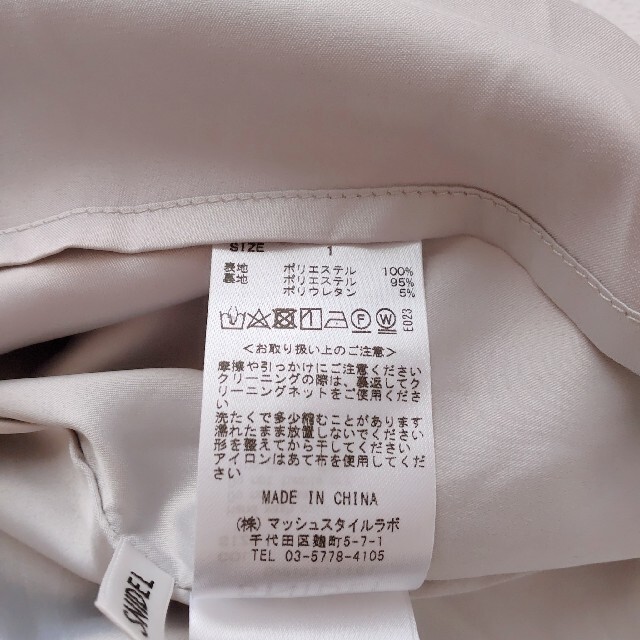 SIZE 1
表地 ポリエステル 100%
裏地 ポリエステル 95%
ポリウレタン 5%
F W E023
<お取り扱い上のご注意>
摩擦や引っかけにご注意ください
クリーニングの際は、裏返してク
リーニングネットをご使用くださ
い
洗たくで多少縮むことがあります
濡れたまま放置しないでください
形を整えてから干してください
アイロンはあて布を使用してくだ
さい
MADE IN CHINA
(株) マッシュスタイルラボ
千代田区麹町5-7-1
TEL 03-5778-4105
SNIDEL